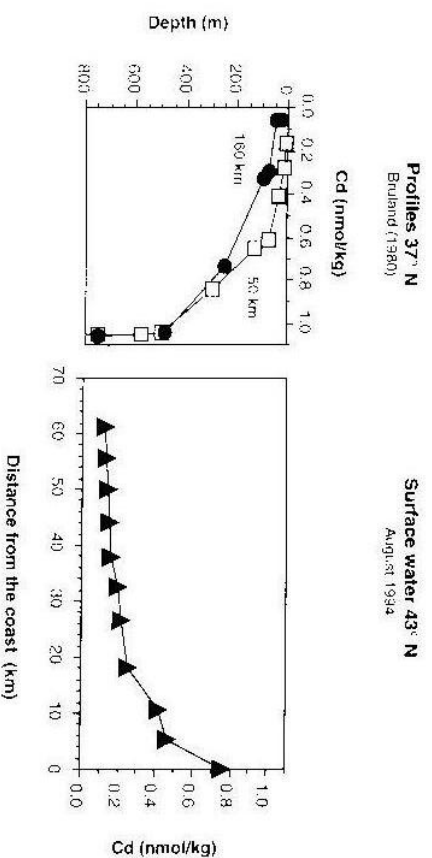 Profiles 37° N
Bruland (1980)
Cd (nmol/kg)
0.0 0.2 0.4 0.6 0.8 1.0
0
200
400
600
800
Depth (m)
160 km
50 km
Surface water 43° N
August 1994
1.0
0.8
0.6
0.4
0.2
0.0
Cd (nmol/kg)
70 60 50 40 30 20 10 0
Distance from the coast (km)